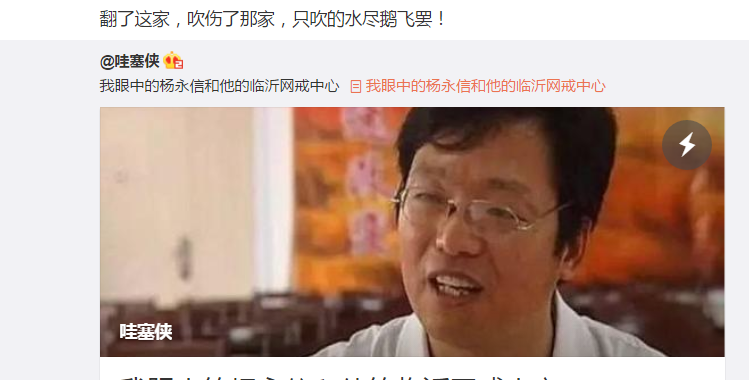 翻了这家，吹伤了那家，只吹的水尽鹅飞罢！
@哇塞侠
我眼中的杨永信和他的临沂网戒中心 我眼中的杨永信和他的临沂网戒中心
哇塞侠